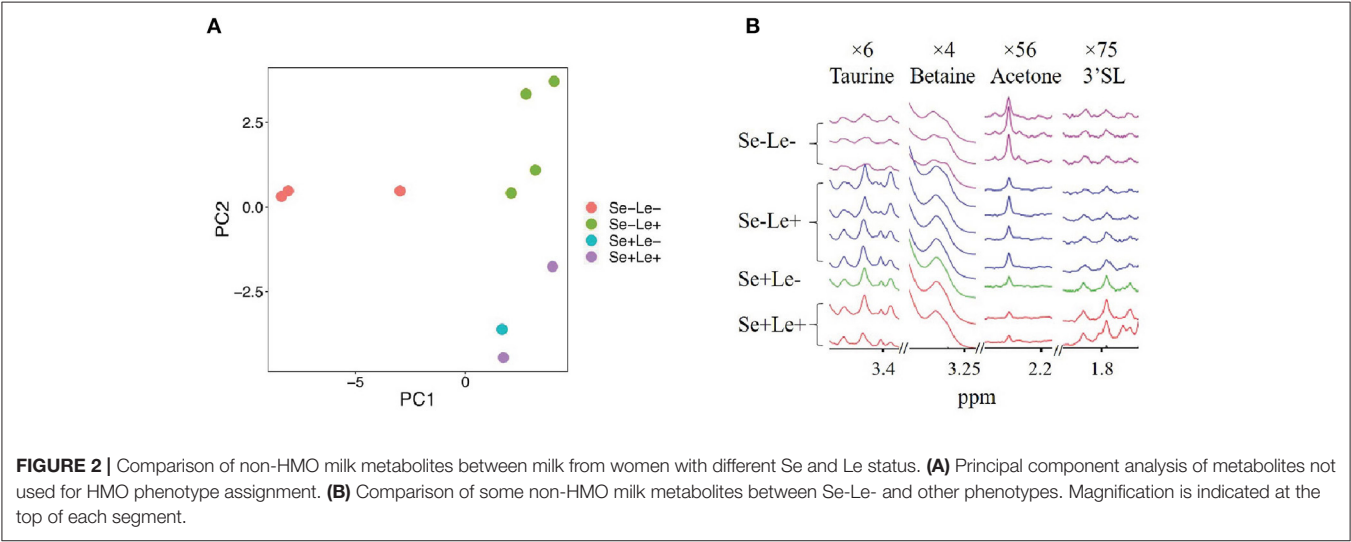 A
2.5
0.0
−2.5
−5
0
PC2
PC1
Se−Le−
Se−Le+
Se+Le−
Se+Le+
B
×6 ×4 ×56 ×75
Taurine Betaine Acetone 3'SL
Se-Le-
Se-Le+
Se+Le-
Se+Le+
3.4 3.25 2.2 1.8
ppm
FIGURE 2 | Comparison of non-HMO milk metabolites between milk from women with different Se and Le status. (A) Principal component analysis of metabolites not
used for HMO phenotype assignment. (B) Comparison of some non-HMO milk metabolites between Se-Le- and other phenotypes. Magnification is indicated at the
top of each segment.